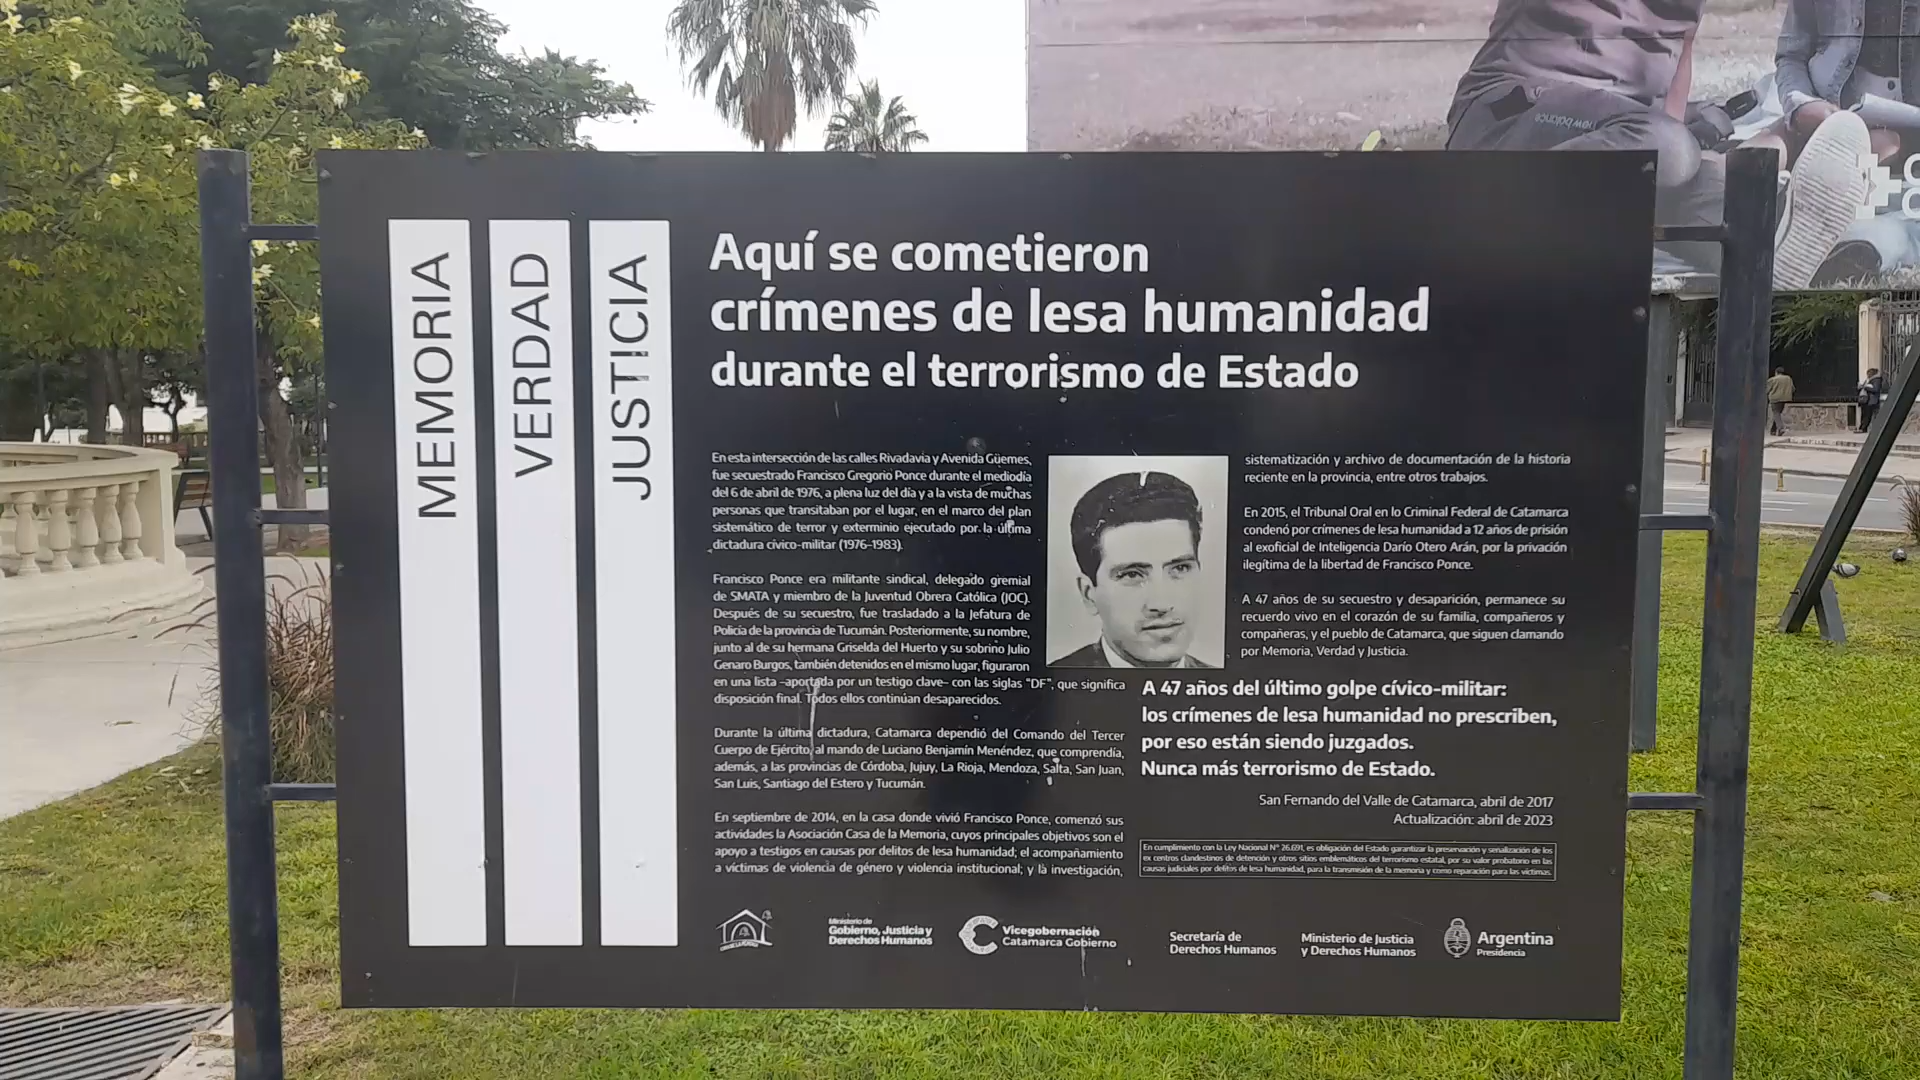 MEMORIA
VERDAD
JUSTICIA
Aquí se cometieron
crímenes de lesa humanidad
durante el terrorismo de Estado
En esta intersección de las calles Rivadavia y Avenida Güemes,
fue secuestrado Francisco Gregorio Ponce durante el mediodía
del 6 de abril de 1976, a plena luz del día y a la vista de muchas
personas que transitaban por el lugar, en el marco del plan
sistemático de terror y exterminio ejecutado por la última
dictadura cívico-militar (1976-1983).
Francisco Ponce era militante sindical, delegado gremial
de SMATA y miembro de la Juventud Obrera Católica (JOC).
Después de su secuestro, fue trasladado a la Jefatura de
Policía de la provincia de Tucumán. Posteriormente, su nombre,
junto al de su hermana Griselda del Huerto y su sobrino Julio
Genaro Burgos, también detenidos en el mismo lugar, figuraron
en una lista –aportada por un testigo clave– con las siglas "DF", que significa
disposición final. Todos ellos continúan desaparecidos.
Durante la última dictadura, Catamarca dependió del Comando del Tercer
Cuerpo de Ejército, al mando de Luciano Benjamín Menéndez, que comprendía,
además, a las provincias de Córdoba, Jujuy, La Rioja, Mendoza, Salta, San Juan,
San Luis, Santiago del Estero y Tucumán.
En septiembre de 2014, en la casa donde vivió Francisco Ponce, comenzó sus
actividades la Asociación Casa de la Memoria, cuyos principales objetivos son el
apoyo a testigos en causas por delitos de lesa humanidad; el acompañamiento
a víctimas de violencia de género y violencia institucional; y la investigación,
sistematización y archivo de documentación de la historia
reciente en la provincia, entre otros trabajos.
En 2015, el Tribunal Oral en lo Criminal Federal de Catamarca
condenó por crímenes de lesa humanidad a 12 años de prisión
al exoficial de Inteligencia Darío Otero Arán, por la privación
ilegítima de la libertad de Francisco Ponce.
A 47 años de su secuestro y desaparición, permanece su
recuerdo vivo en el corazón de su familia, compañeros y
compañeras, y el pueblo de Catamarca, que siguen clamando
por Memoria, Verdad y Justicia.
A 47 años del último golpe cívico-militar:
los crímenes de lesa humanidad no prescriben,
por eso están siendo juzgados.
Nunca más terrorismo de Estado.
San Fernando del Valle de Catamarca, abril de 2017
Actualización: abril de 2023
En cumplimiento con la Ley Nacional N° 26.691, es obligación del Estado garantizar la preservación y señalización de los
ex centros clandestinos de detención y otros sitios emblemáticos del terrorismo estatal, por su valor probatorio en las
causas judiciales por delitos de lesa humanidad, para la transmisión de la memoria y como reparación para las víctimas.
Ministerio de
Gobierno, Justicia y
Derechos Humanos
Vicegobernación
Catamarca Gobierno
Secretaría de
Derechos Humanos
Ministerio de Justicia
y Derechos Humanos
Argentina
Presidencia
new balance